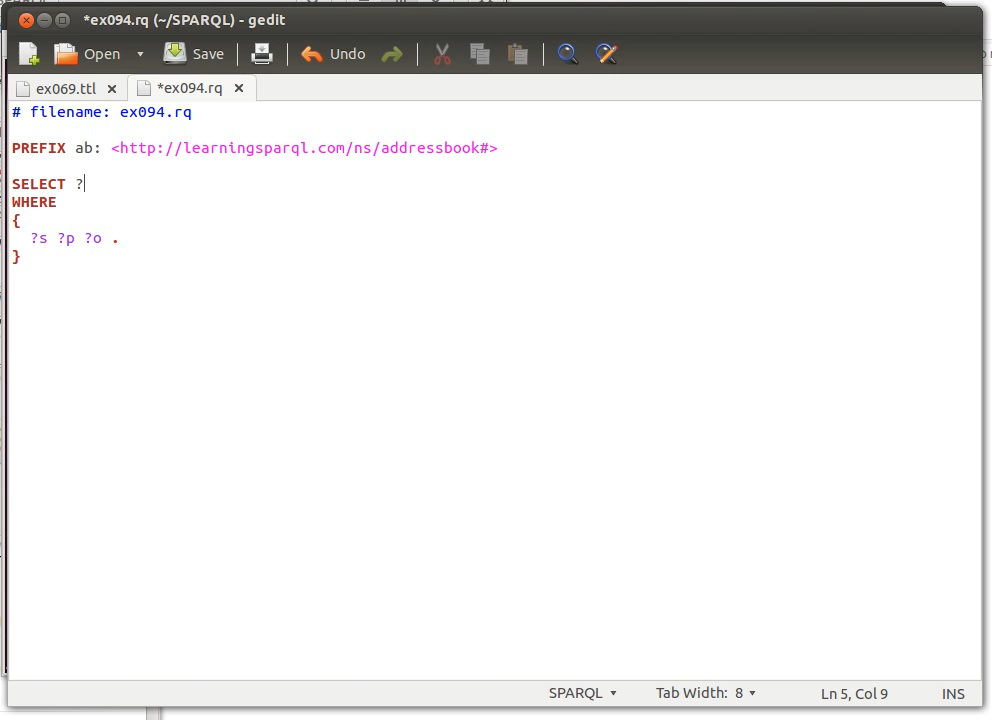 *ex094.rq (~/SPARQL) - gedit
Open Save Undo
ex069.ttl *ex094.rq
# filename: ex094.rq
PREFIX ab: <http://learningsparql.com/ns/addressbook#>
SELECT ?
WHERE
{
?s ?p ?o .
}
SPARQL Tab Width: 8 Ln 5, Col 9 INS